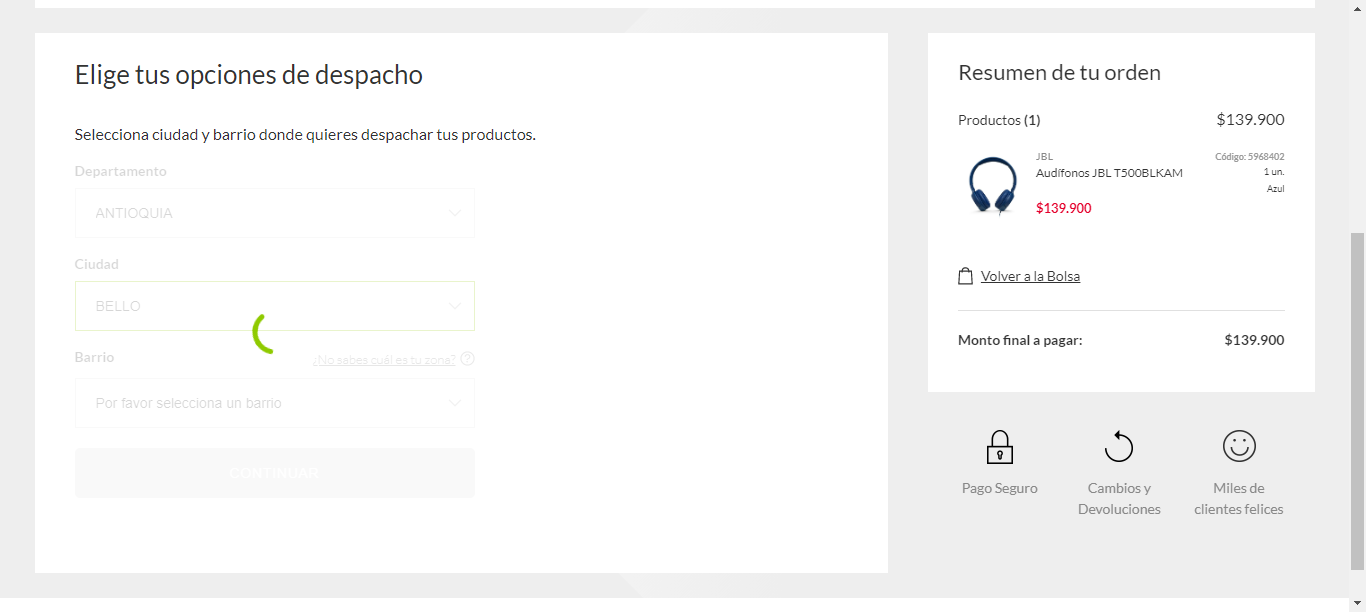 Elige tus opciones de despacho
Selecciona ciudad y barrio donde quieres despachar tus productos.
Departamento
ANTIOQUIA
Ciudad
BELLO
Barrio
¿No sabes cuál es tu zona? ?
Por favor selecciona un barrio
CONTINUAR
Resumen de tu orden
Productos (1) $139.900
JBL Código: 5968402
Audífonos JBL T500BLKAM 1 un.
Azul
$139.900
Volver a la Bolsa
Monto final a pagar: $139.900
Pago Seguro
Cambios y
Devoluciones
Miles de
clientes felices